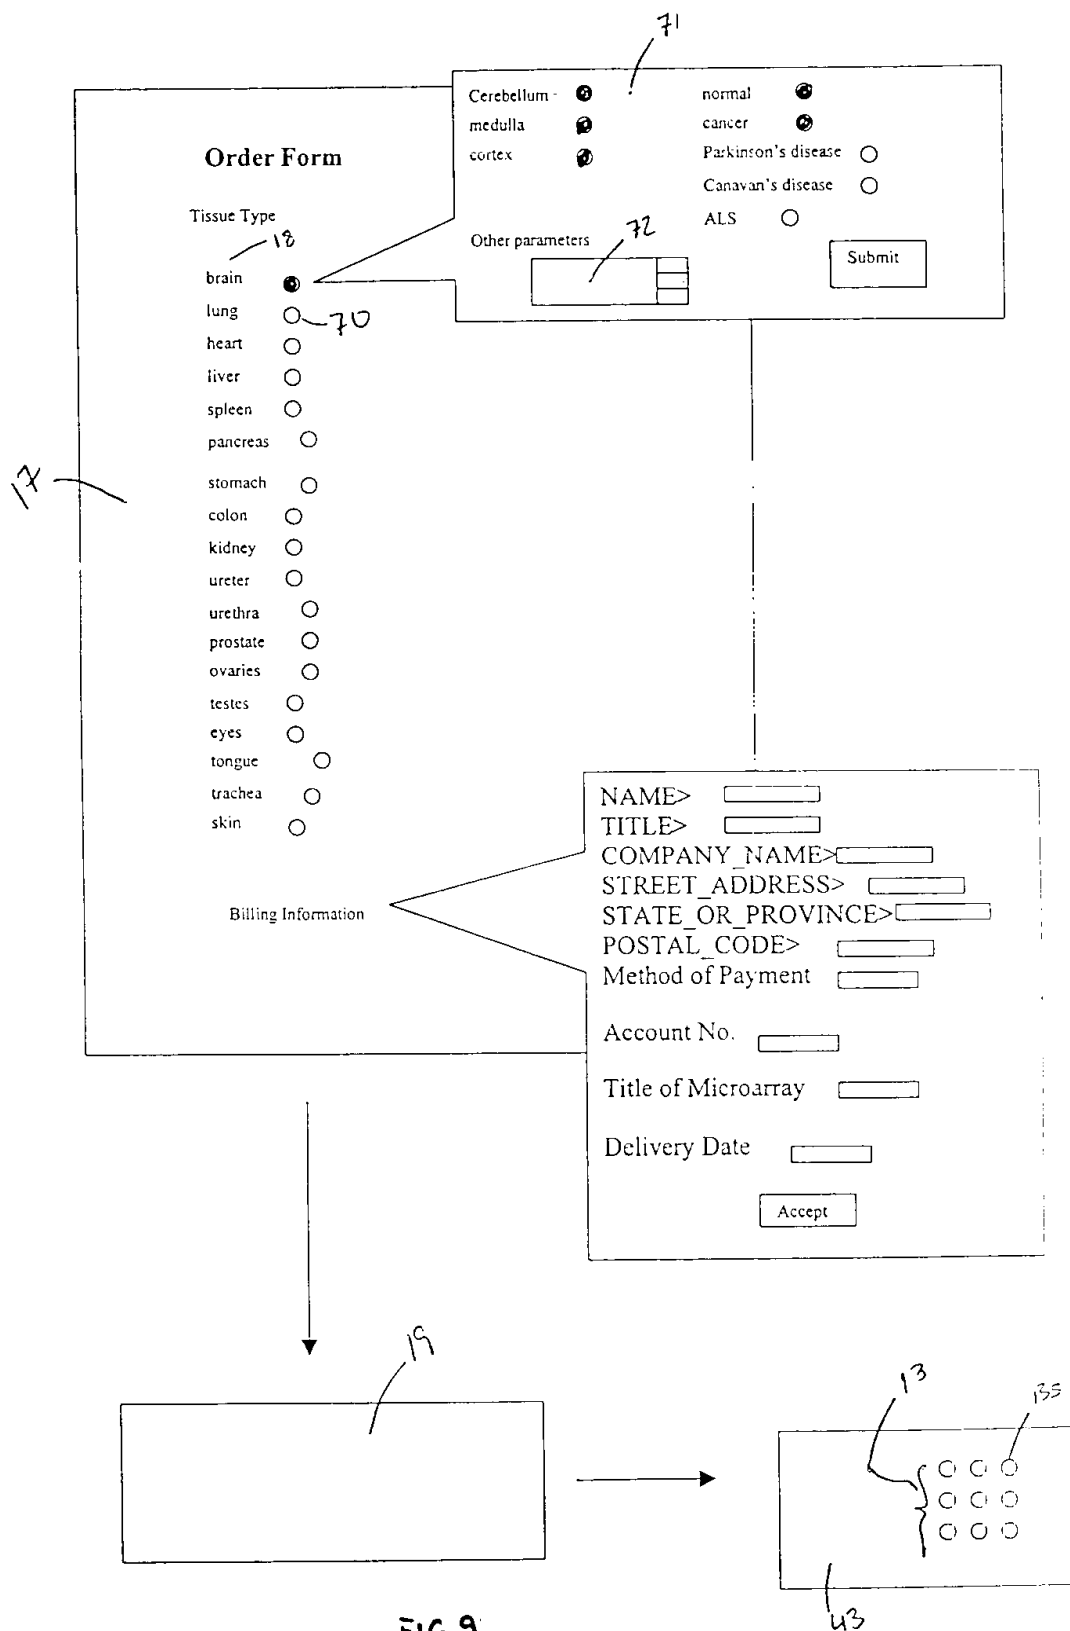 71
Cerebellum - normal
medulla cancer
cortex Parkinson's disease
Canavan's disease
ALS
Other parameters
72
Submit
Order Form
Tissue Type
18
brain
lung
70
heart
liver
spleen
pancreas
17
stomach
colon
kidney
ureter
urethra
prostate
ovaries
testes
eyes
tongue
trachea
skin
Billing Information
NAME>
TITLE>
COMPANY_NAME>
STREET_ADDRESS>
STATE_OR_PROVINCE>
POSTAL_CODE>
Method of Payment
Account No.
Title of Microarray
Delivery Date
Accept
19
13
13s
43
FIG 9